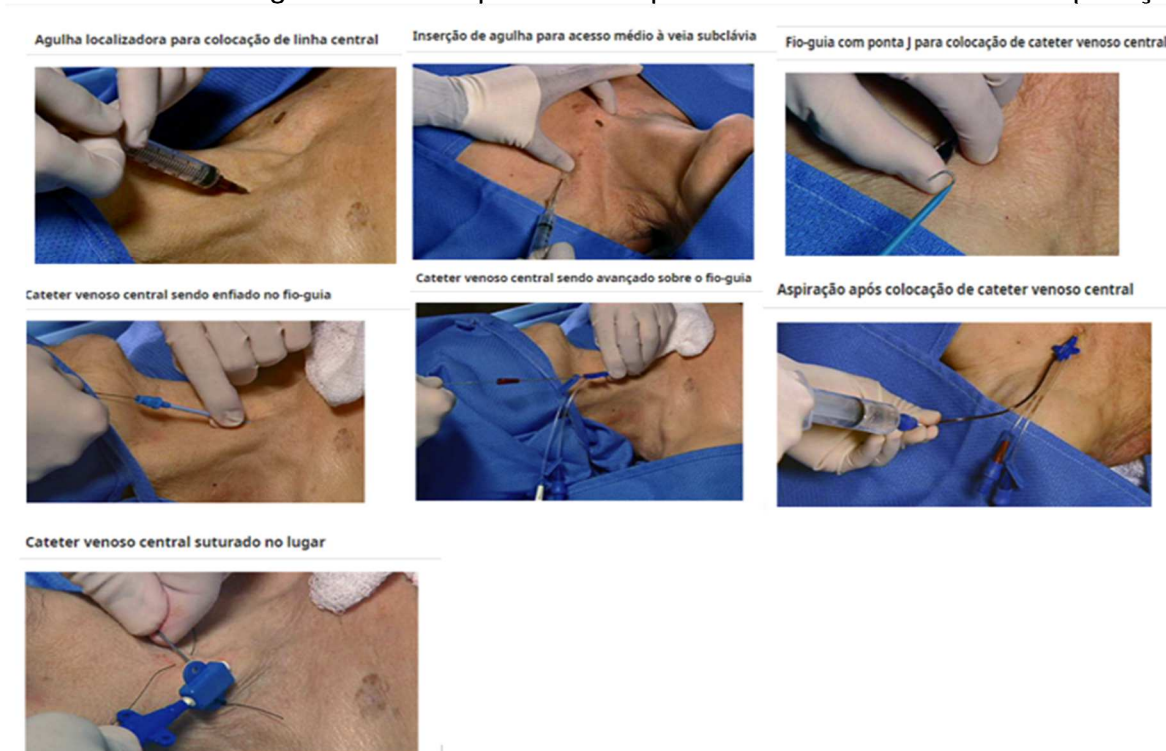 Agulha localizadora para colocação de linha central
Inserção de agulha para acesso médio à veia subclávia
Fio-guia com ponta J para colocação de cateter venoso central
Cateter venoso central sendo enfiado no fio-guia
Cateter venoso central sendo avançado sobre o fio-guia
Aspiração após colocação de cateter venoso central
Cateter venoso central suturado no lugar